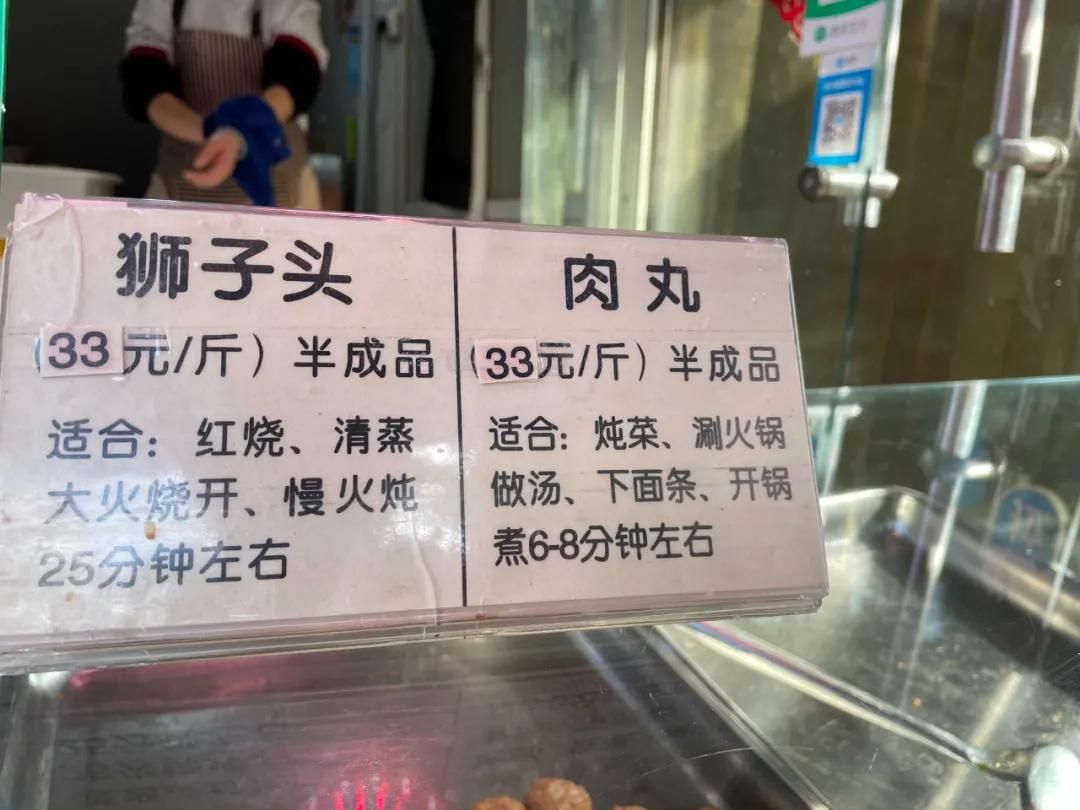 狮子头
（33元/斤）半成品
适合：红烧、清蒸
大火烧开、慢火炖
25分钟左右
肉丸
（33元/斤）半成品
适合：炖菜、涮火锅
做汤、下面条、开锅
煮6-8分钟左右